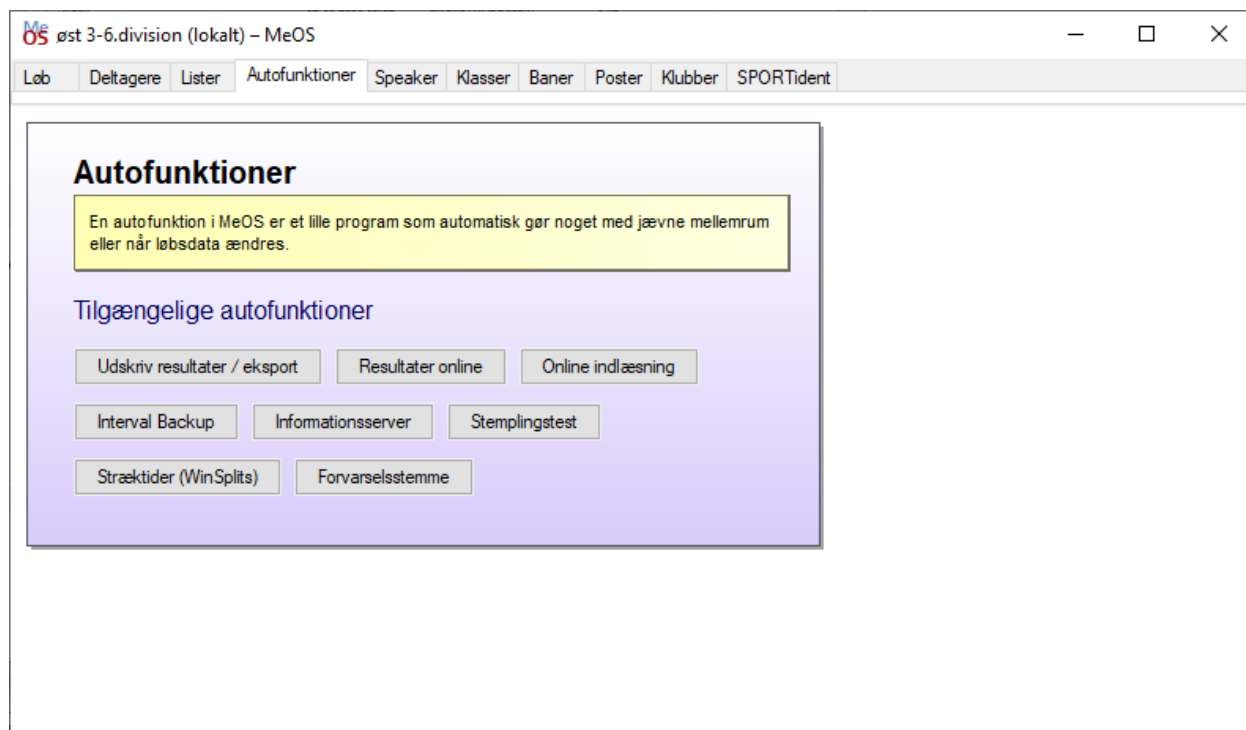 MeOS øst 3-6.division (lokalt) – MeOS
Løb Deltagere Lister Autofunktioner Speaker Klasser Baner Poster Klubber SPORTident
Autofunktioner
En autofunktion i MeOS er et lille program som automatisk gør noget med jævne mellemrum
eller når løbsdata ændres.
Tilgængelige autofunktioner
Udskriv resultater / eksport Resultater online Online indlæsning
Interval Backup Informationsserver Stemplingstest
Stræktider (WinSplits) Forvarselsstemme